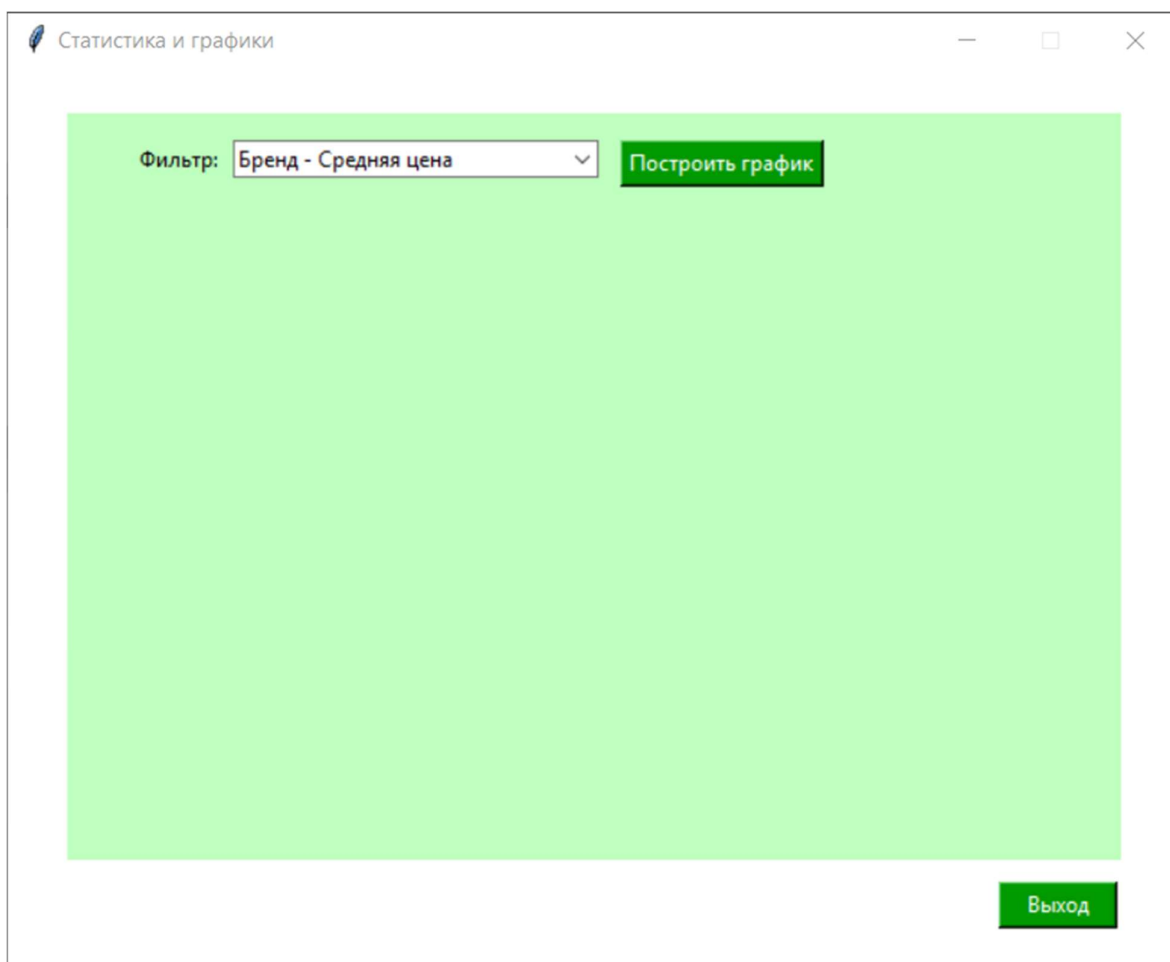 Статистика и графики
Фильтр: Бренд - Средняя цена Построить график
Выход